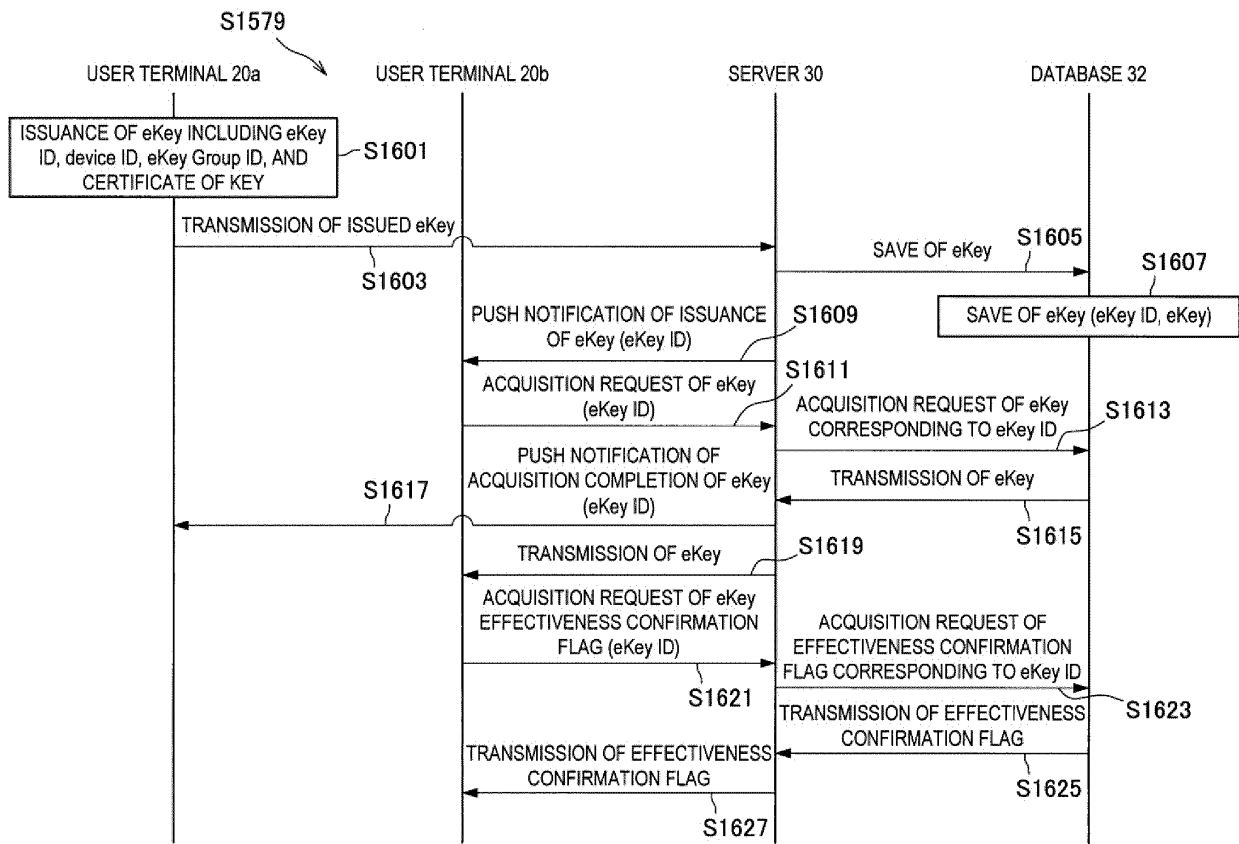 S1579
USER TERMINAL 20a
USER TERMINAL 20b
SERVER 30
DATABASE 32
ISSUANCE OF eKey INCLUDING eKey
ID, device ID, eKey Group ID, AND
CERTIFICATE OF KEY
S1601
TRANSMISSION OF ISSUED eKey
S1603
SAVE OF eKey
S1605
S1607
SAVE OF eKey (eKey ID, eKey)
PUSH NOTIFICATION OF ISSUANCE
OF eKey (eKey ID)
S1609
ACQUISITION REQUEST OF eKey
(eKey ID)
S1611
ACQUISITION REQUEST OF eKey
CORRESPONDING TO eKey ID
S1613
TRANSMISSION OF eKey
S1615
PUSH NOTIFICATION OF
ACQUISITION COMPLETION OF eKey
(eKey ID)
S1617
TRANSMISSION OF eKey
S1619
ACQUISITION REQUEST OF eKey
EFFECTIVENESS CONFIRMATION
FLAG (eKey ID)
S1621
ACQUISITION REQUEST OF
EFFECTIVENESS CONFIRMATION
FLAG CORRESPONDING TO eKey ID
S1623
TRANSMISSION OF EFFECTIVENESS
CONFIRMATION FLAG
S1625
TRANSMISSION OF EFFECTIVENESS
CONFIRMATION FLAG
S1627